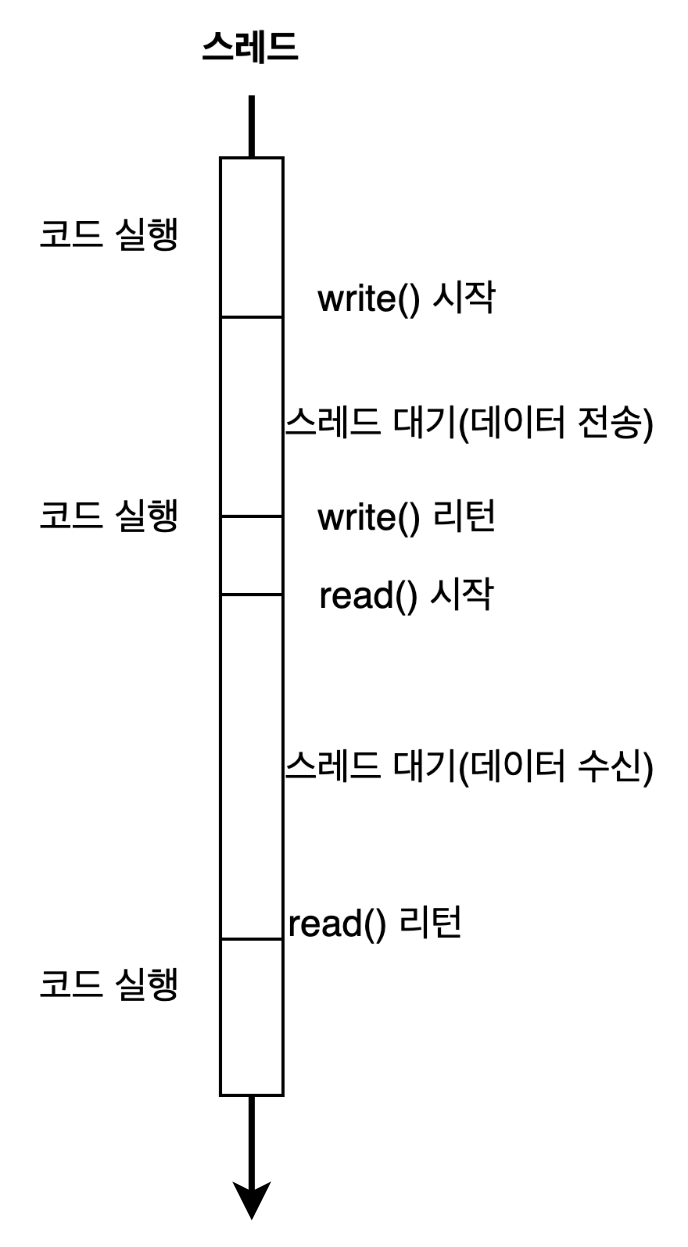 스레드
코드 실행
write() 시작
스레드 대기(데이터 전송)
코드 실행
write() 리턴
read() 시작
스레드 대기(데이터 수신)
read() 리턴
코드 실행